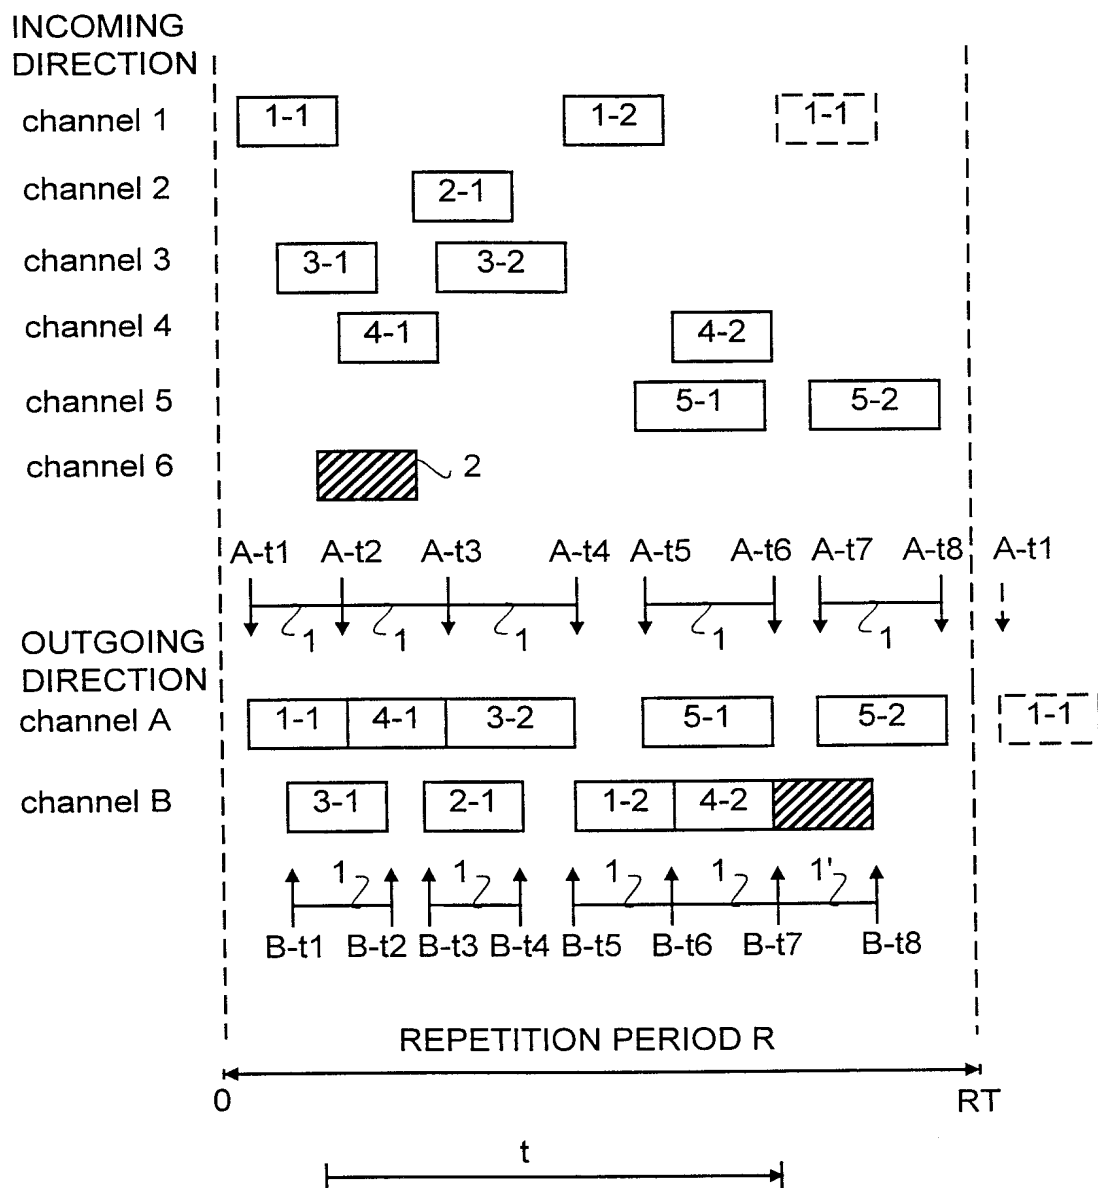 INCOMING
DIRECTION
channel 1 1-1 1-2 1-1
channel 2 2-1
channel 3 3-1 3-2
channel 4 4-1 4-2
channel 5 5-1 5-2
channel 6 2
A-t1 A-t2 A-t3 A-t4 A-t5 A-t6 A-t7 A-t8 A-t1
1 1 1 1 1
OUTGOING
DIRECTION
channel A 1-1 4-1 3-2 5-1 5-2 1-1
channel B 3-1 2-1 1-2 4-2
1 1 1 1 1'
B-t1 B-t2 B-t3 B-t4 B-t5 B-t6 B-t7 B-t8
REPETITION PERIOD R
0 RT
t